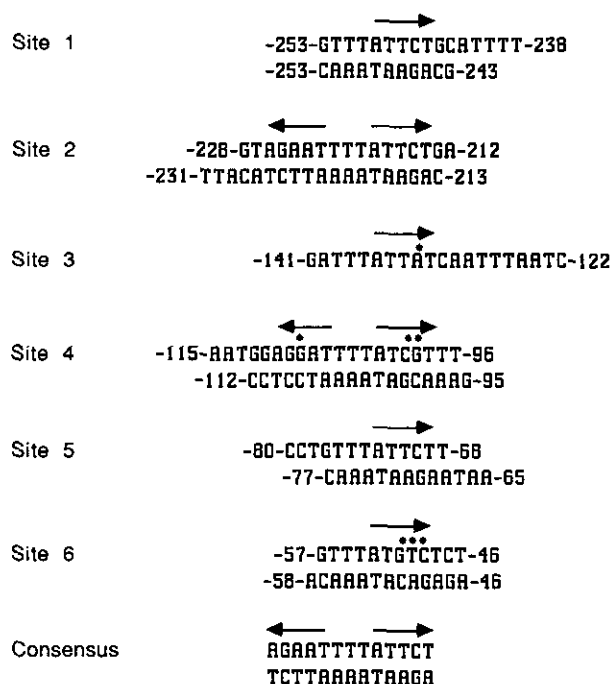 Site 1 -253-GTTTATTCTGCATTTT-238
-253-CAAATAAGACG-243
Site 2 -228-GTAGAATTTTATTCTGA-212
-231-TTACATCTTAAAATAAGAC-213
Site 3 -141-GATTTATTATCAATTTAATC-122
Site 4 -115-AATGGAGGATTTTATCGTTT-96
-112-CCTCCTAAAATAGCAAAG-95
Site 5 -80-CCTGTTTATTCTT-68
-77-CAAATAAGAATAA-65
Site 6 -57-GTTTATGTCTCT-46
-58-ACAAATACAGAGA-46
Consensus AGAATTTTATTCT
TCTTAAAATAAGA